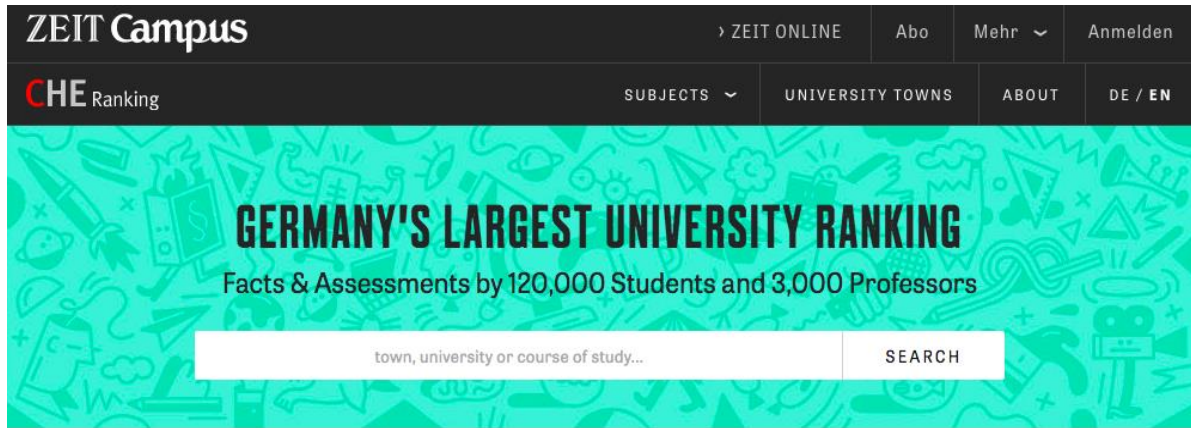 ZEIT Campus
› ZEIT ONLINE
Abo
Mehr
Anmelden
CHE Ranking
SUBJECTS
UNIVERSITY TOWNS
ABOUT
DE / EN
GERMANY'S LARGEST UNIVERSITY RANKING
Facts & Assessments by 120,000 Students and 3,000 Professors
town, university or course of study...
SEARCH